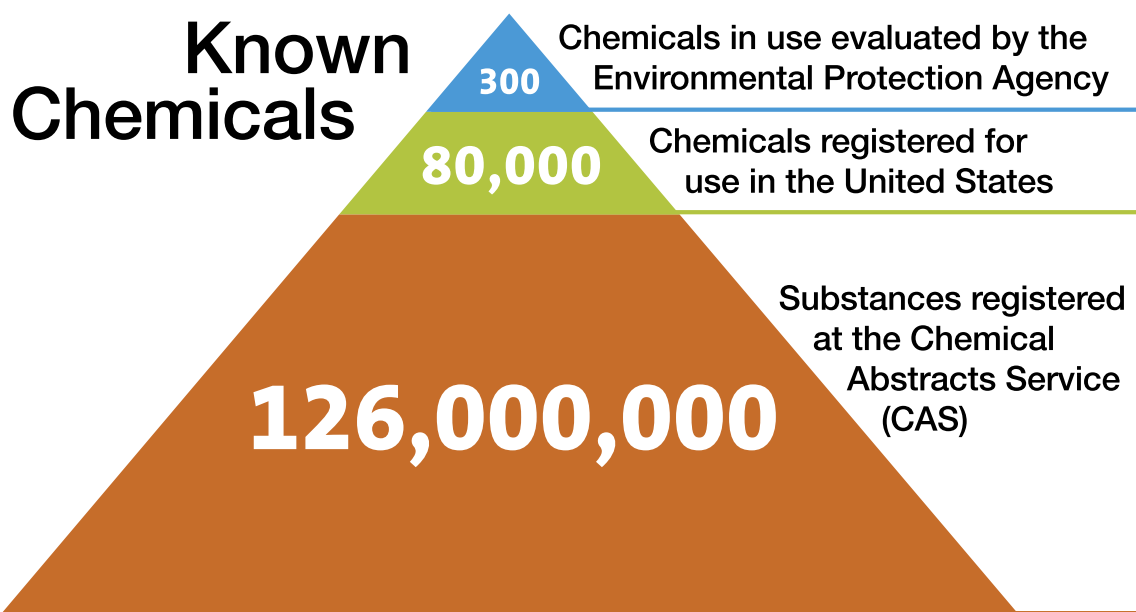 Known
Chemicals
300
Chemicals in use evaluated by the
Environmental Protection Agency
80,000
Chemicals registered for
use in the United States
126,000,000
Substances registered
at the Chemical
Abstracts Service
(CAS)